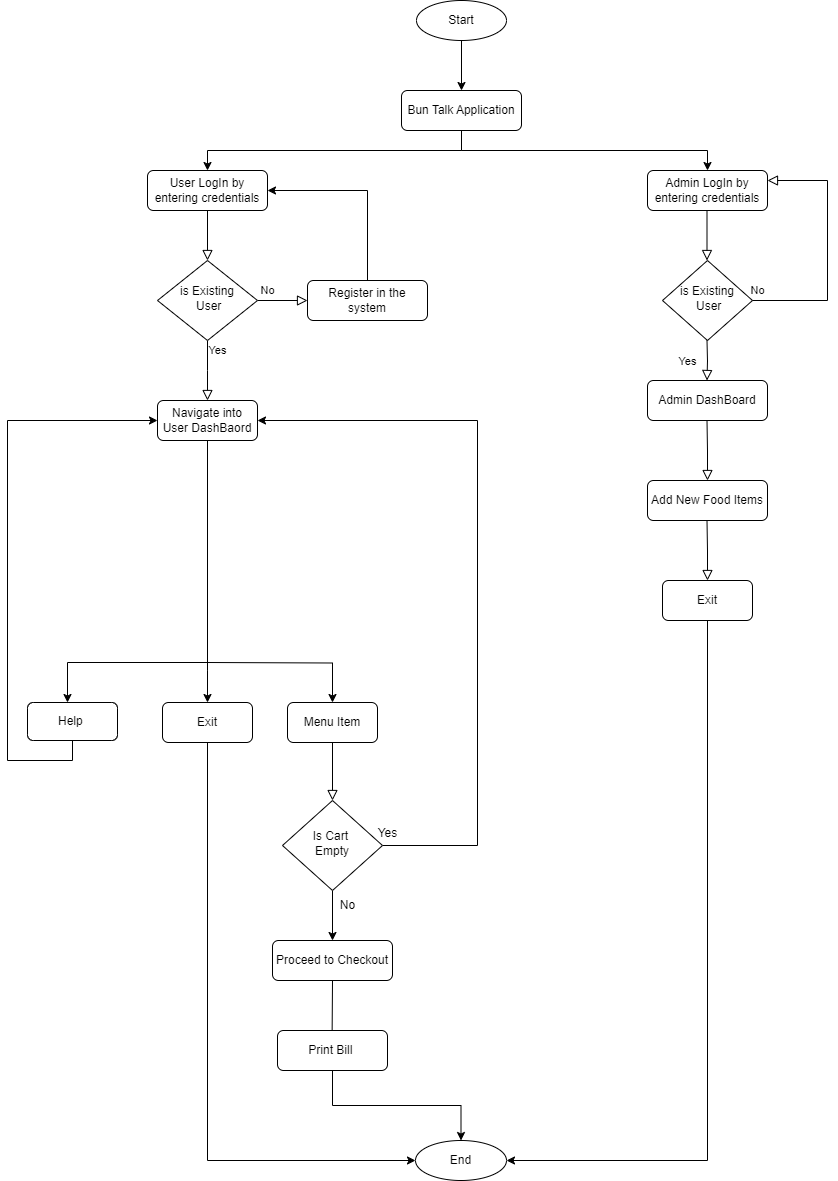 Start
Bun Talk Application
User LogIn by
entering credentials
Admin LogIn by
entering credentials
is Existing
User
No
Register in the
system
is Existing
User
No
Yes
Yes
Navigate into
User DashBaord
Admin DashBoard
Add New Food Items
Exit
Help
Exit
Menu Item
Is Cart
Empty
Yes
No
Proceed to Checkout
Print Bill
End